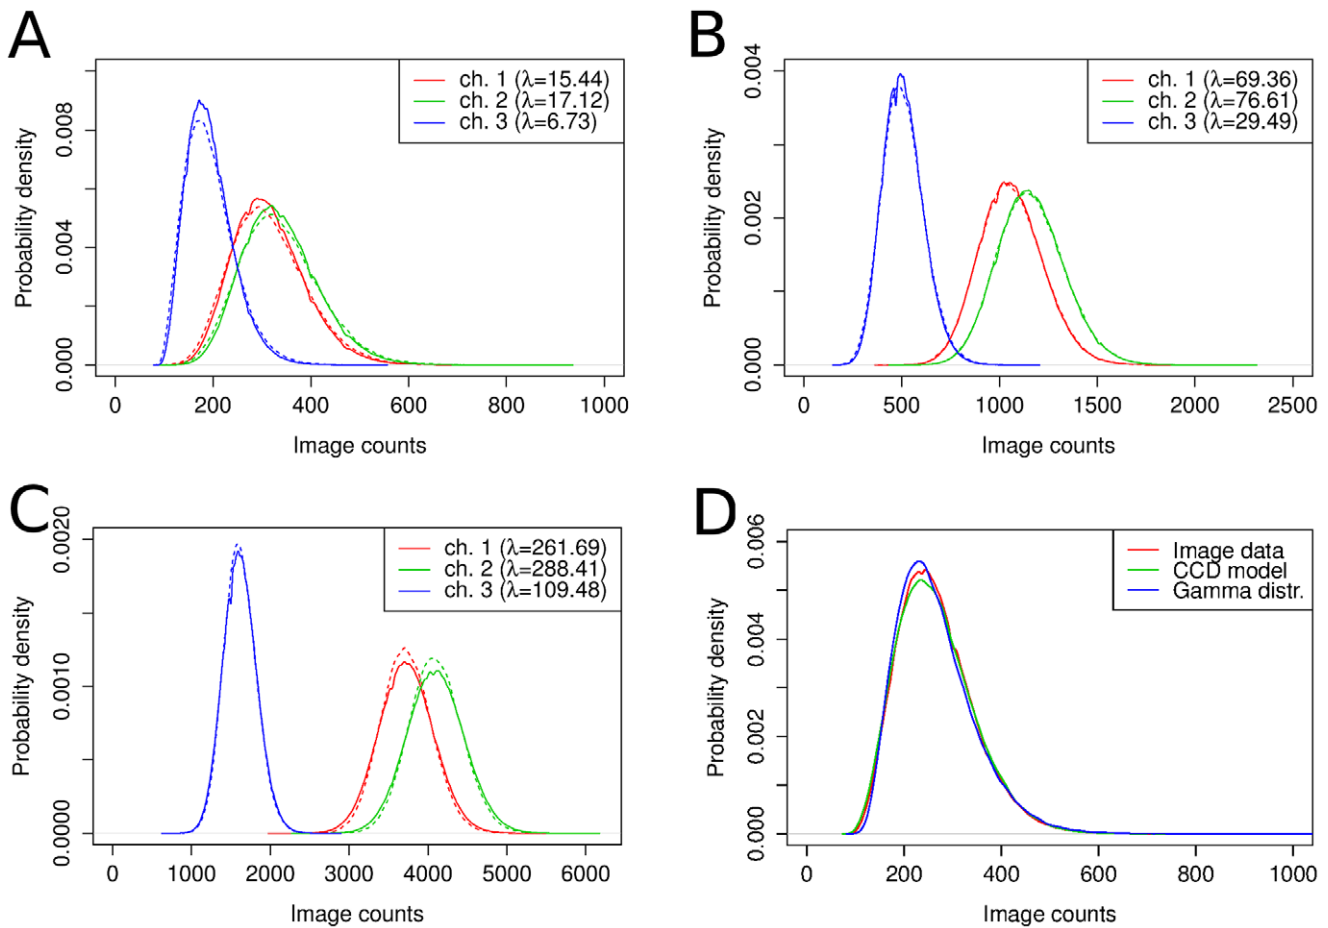 A
ch. 1 (λ=15.44)
ch. 2 (λ=17.12)
ch. 3 (λ=6.73)
Probability density
0.000 0.004 0.008
0 200 400 600 800 1000
Image counts
B
ch. 1 (λ=69.36)
ch. 2 (λ=76.61)
ch. 3 (λ=29.49)
Probability density
0.000 0.002 0.004
0 500 1000 1500 2000 2500
Image counts
C
ch. 1 (λ=261.69)
ch. 2 (λ=288.41)
ch. 3 (λ=109.48)
Probability density
0.0000 0.0010 0.0020
0 1000 2000 3000 4000 5000 6000
Image counts
D
Image data
CCD model
Gamma distr.
Probability density
0.000 0.002 0.004 0.006
0 200 400 600 800 1000
Image counts